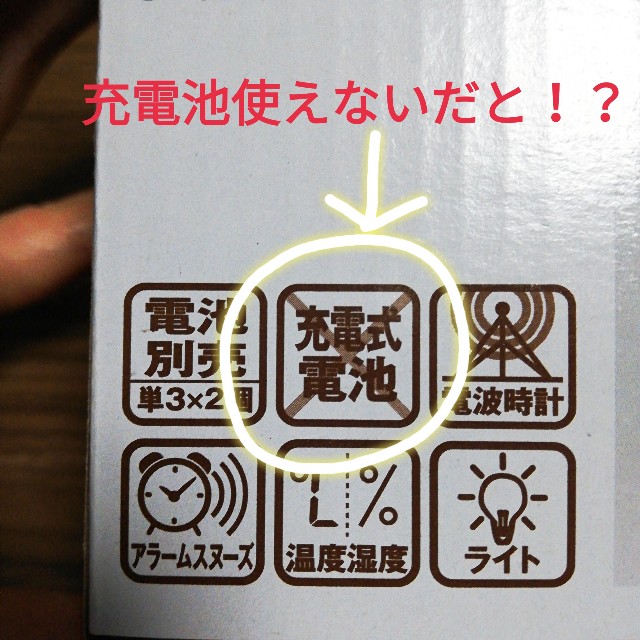 充電池使えないだと！？
電池
別売
単3×2個
充電式
電池
電波時計
アラームスヌーズ
℃ %
温度湿度
ライト